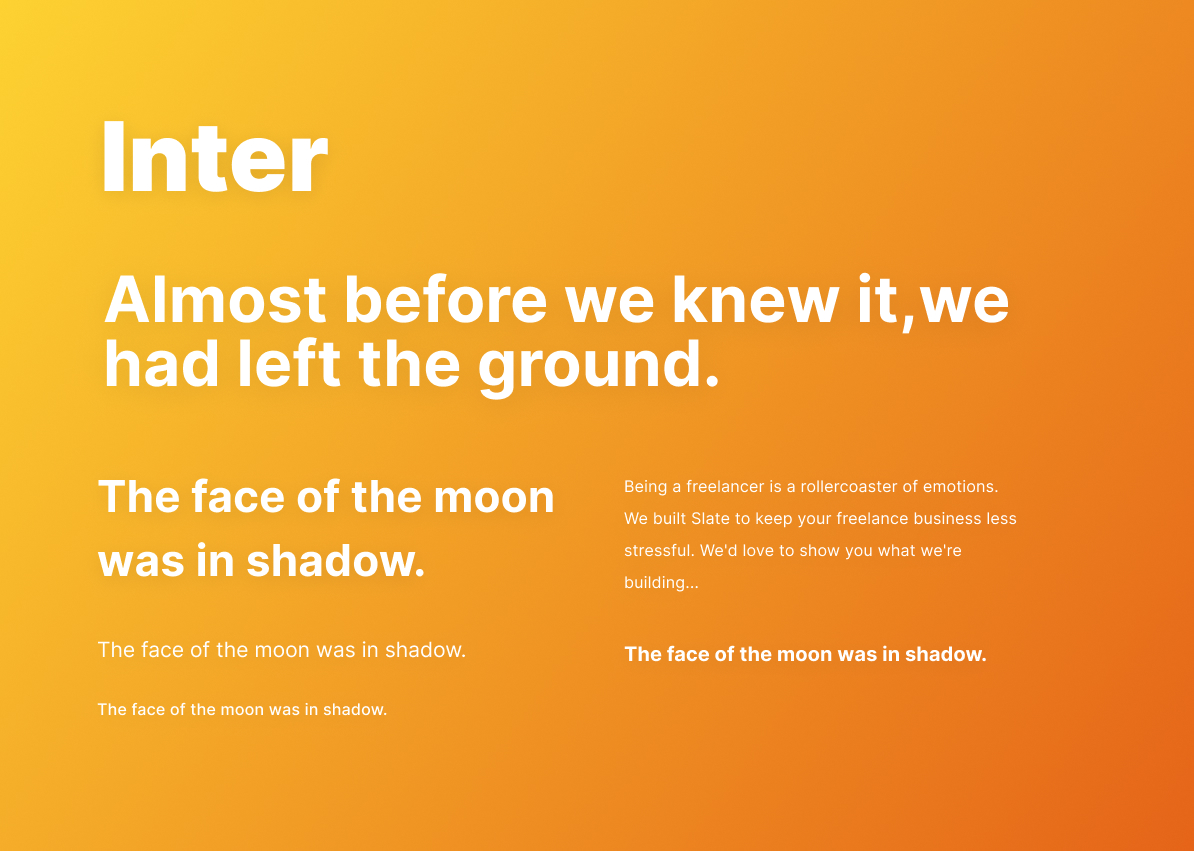 Inter
Almost before we knew it,we
had left the ground.
The face of the moon
was in shadow.
The face of the moon was in shadow.
The face of the moon was in shadow.
Being a freelancer is a rollercoaster of emotions.
We built Slate to keep your freelance business less
stressful. We'd love to show you what we're
building...
The face of the moon was in shadow.